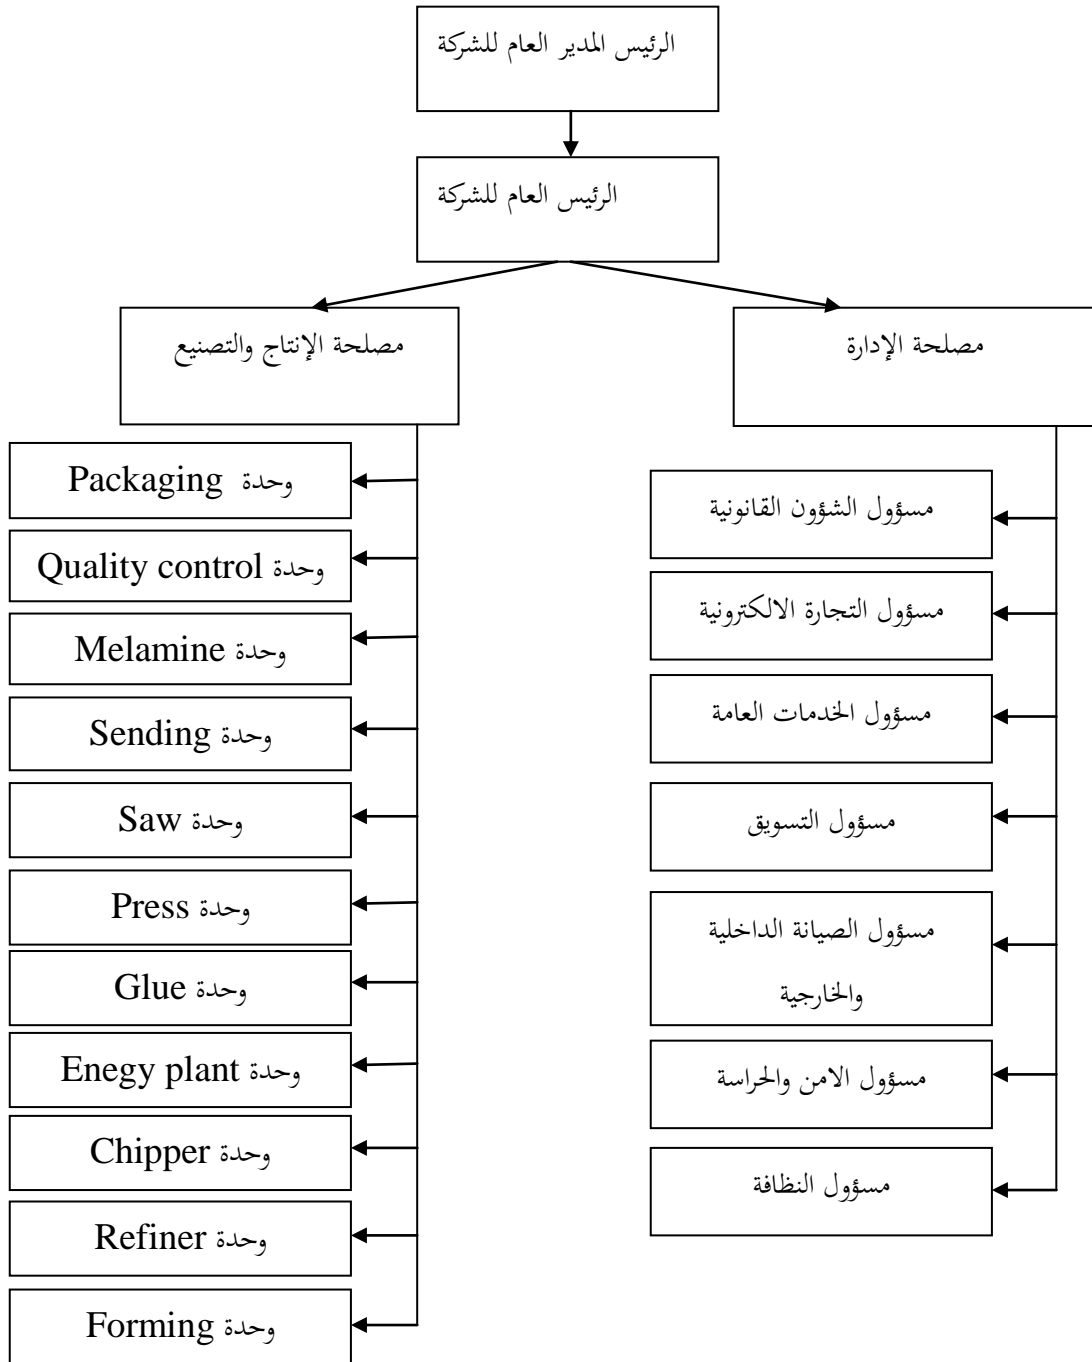 الرئيس المدير العام للشركة
الرئيس العام للشركة
مصلحة الإدارة
مصلحة الإنتاج والتصنيع
مسؤول الشؤون القانونية
مسؤول التجارة الالكترونية
مسؤول الخدمات العامة
مسؤول التسويق
مسؤول الصيانة الداخلية
والخارجية
مسؤول الامن والحراسة
مسؤول النظافة
وحدة Packaging
وحدة Quality control
وحدة Melamine
وحدة Sending
وحدة Saw
وحدة Press
وحدة Glue
وحدة Enegy plant
وحدة Chipper
وحدة Refiner
وحدة Forming